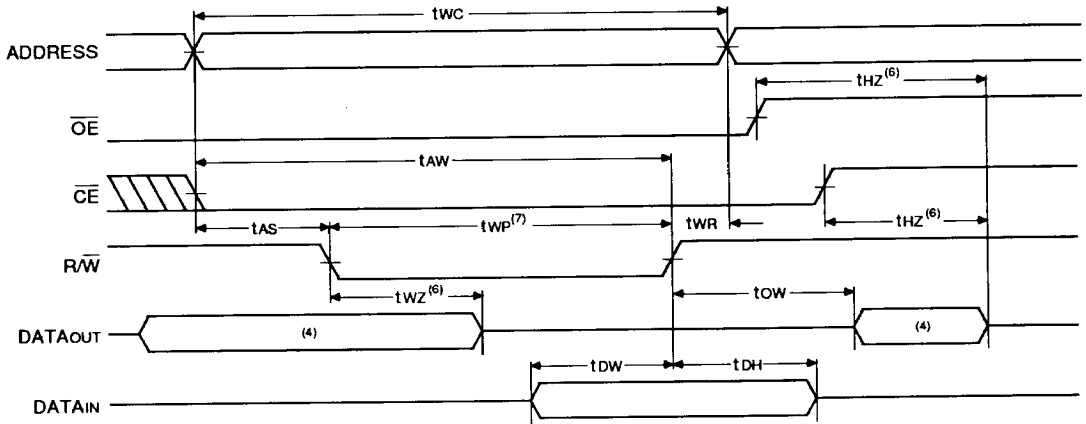 tWC
ADDRESS
tHZ(6)
OE
tAW
CE
tAS
tWP(7)
tWR
tHZ(6)
R/W
tWZ(6)
tOW
DATAOUT
(4)
(4)
tDW
tDH
DATAIN